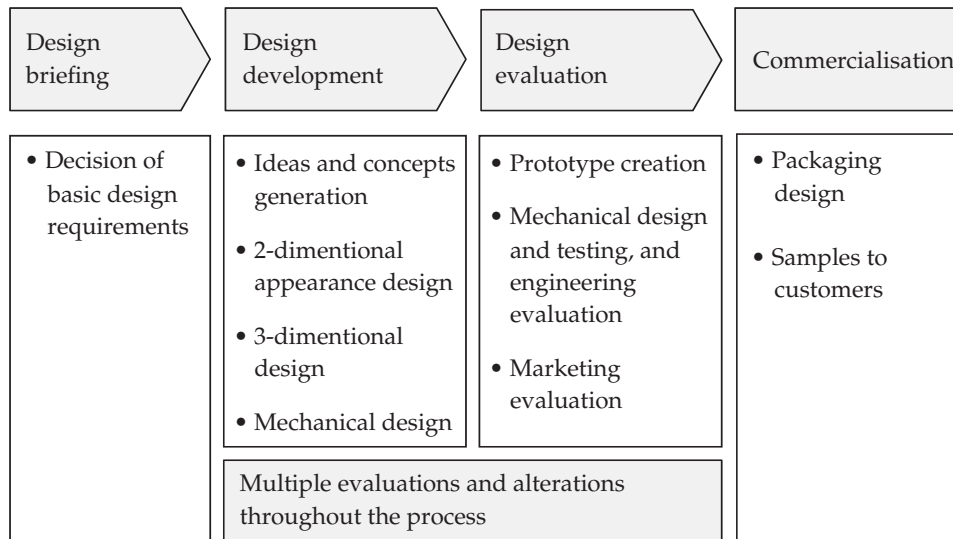 Design
briefing
Design
development
Design
evaluation
Commercialisation
• Decision of
basic design
requirements
• Ideas and concepts
generation
• 2-dimentional
appearance design
• 3-dimentional
design
• Mechanical design
• Prototype creation
• Mechanical design
and testing, and
engineering
evaluation
• Marketing
evaluation
• Packaging
design
• Samples to
customers
Multiple evaluations and alterations
throughout the process